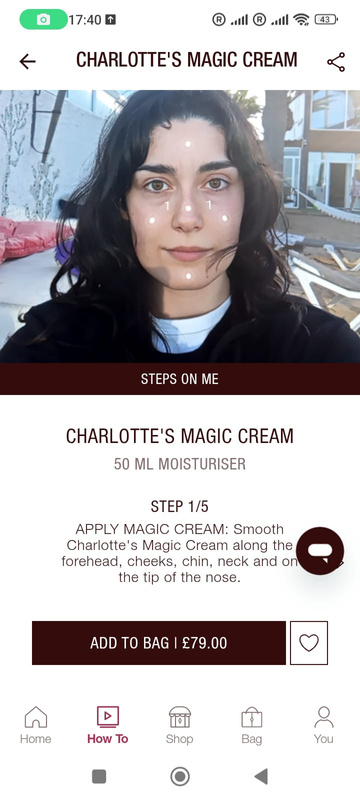 17:40
R
R
43
CHARLOTTE'S MAGIC CREAM
1 1
STEPS ON ME
CHARLOTTE'S MAGIC CREAM
50 ML MOISTURISER
STEP 1/5
APPLY MAGIC CREAM: Smooth
Charlotte's Magic Cream along the
forehead, cheeks, chin, neck and on
the tip of the nose.
ADD TO BAG | £79.00
Home
How To
Shop
Bag
You